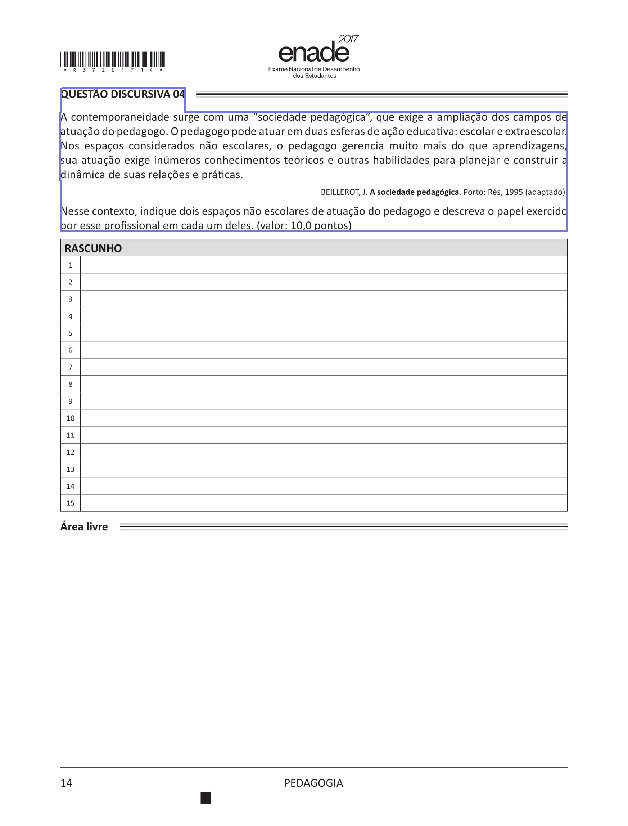 2017
enade
Exame Nacional de Desempenho
dos Estudantes
QUESTÃO DISCURSIVA 04
A contemporaneidade surge com uma “sociedade pedagógica”, que exige a ampliação dos campos de
atuação do pedagogo. O pedagogo pode atuar em duas esferas de ação educativa: escolar e extraescolar.
Nos espaços considerados não escolares, o pedagogo gerencia muito mais do que aprendizagens,
sua atuação exige inúmeros conhecimentos teóricos e outras habilidades para planejar e construir a
dinâmica de suas relações e práticas.
BEILLEROT, J. A sociedade pedagógica. Porto: Rés, 1995 (adaptado)
Nesse contexto, indique dois espaços não escolares de atuação do pedagogo e descreva o papel exercido
por esse profissional em cada um deles. (valor: 10,0 pontos)
RASCUNHO
1
2
3
4
5
6
7
8
9
10
11
12
13
14
15
Área livre
14 PEDAGOGIA